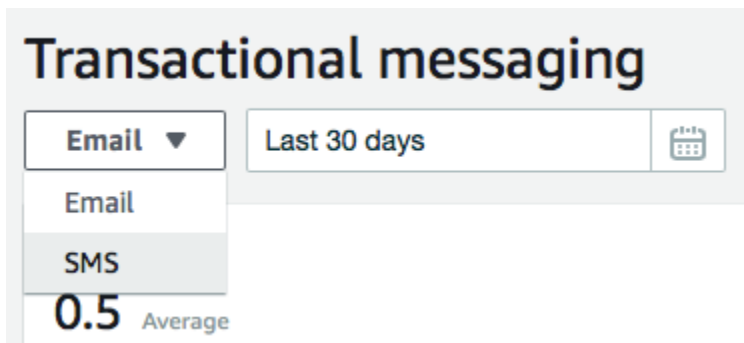 Transactional messaging
Email Last 30 days
Email
SMS
0.5 Average